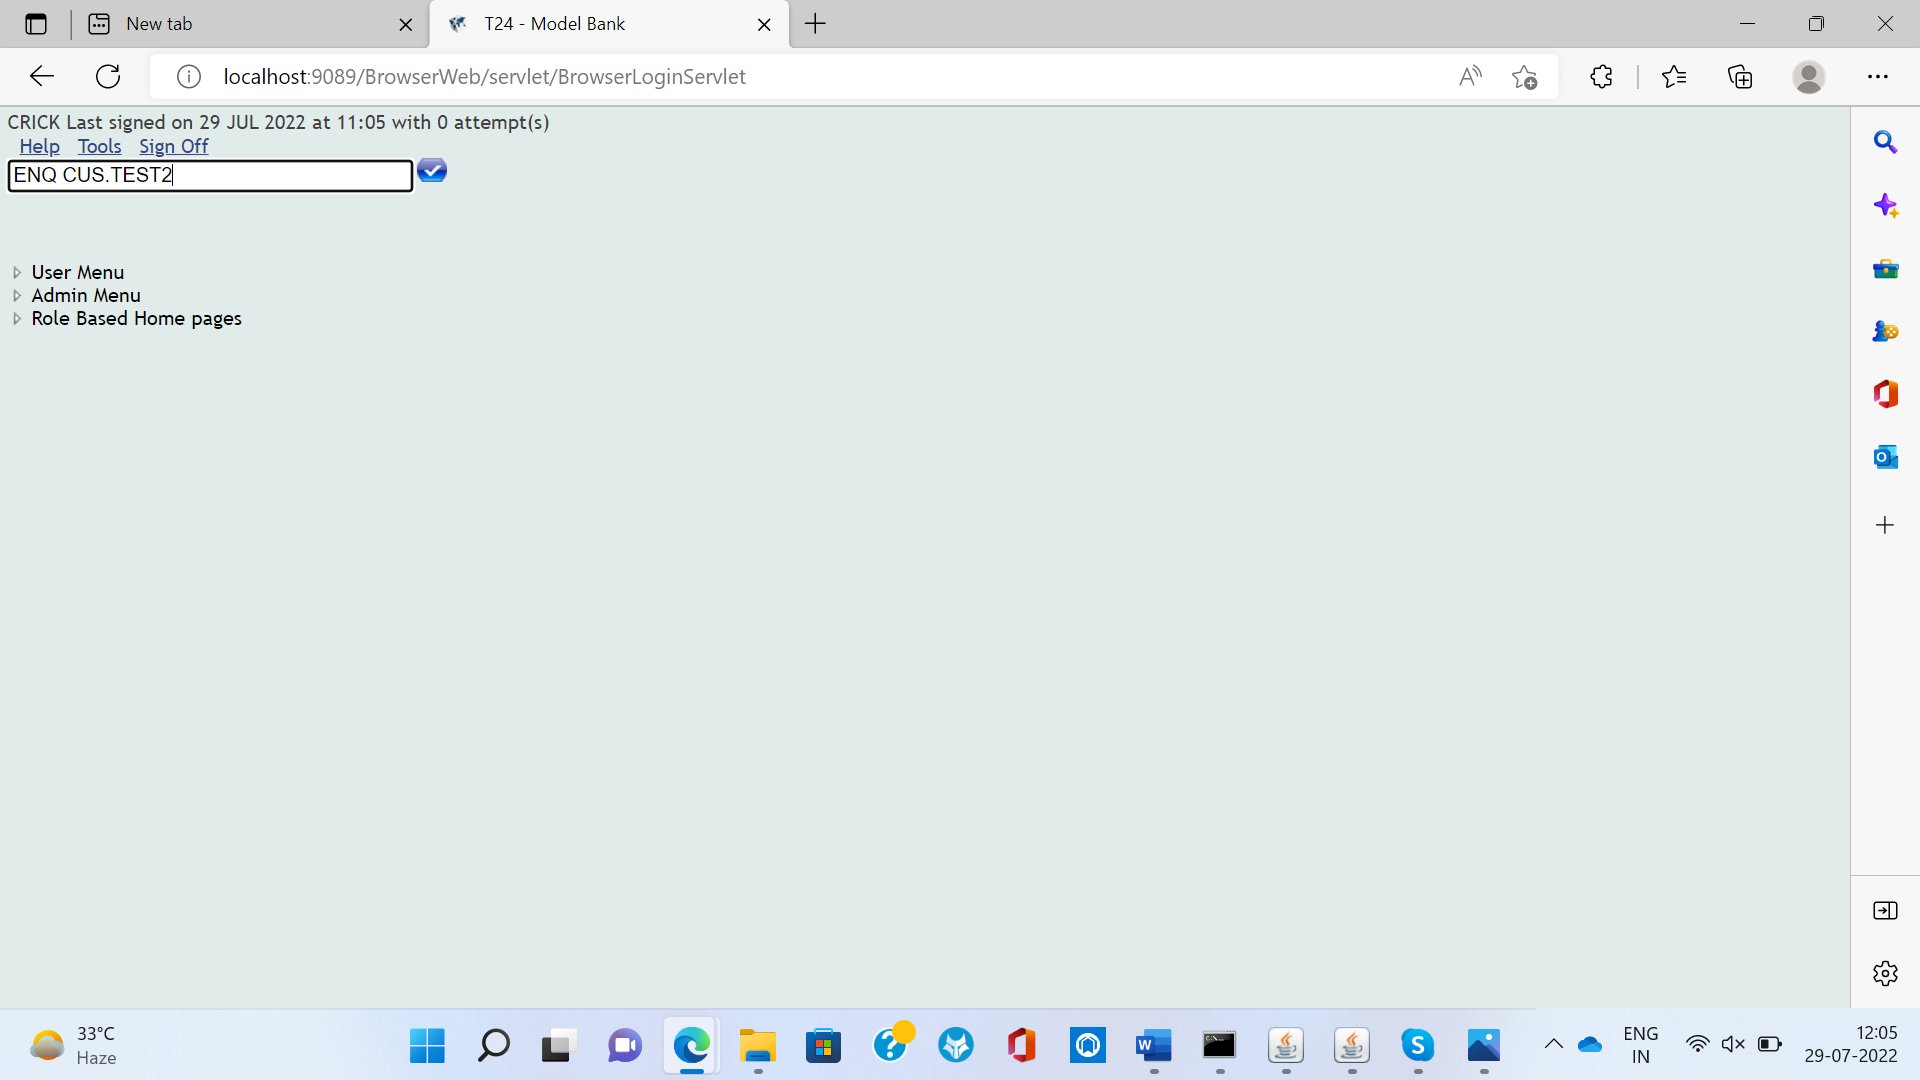 New tab
T24 - Model Bank
localhost:9089/BrowserWeb/servlet/BrowserLoginServlet
CRICK Last signed on 29 JUL 2022 at 11:05 with 0 attempt(s)
Help Tools Sign Off
ENQ CUS.TEST2
User Menu
Admin Menu
Role Based Home pages
33°C
Haze
ENG
IN
12:05
29-07-2022